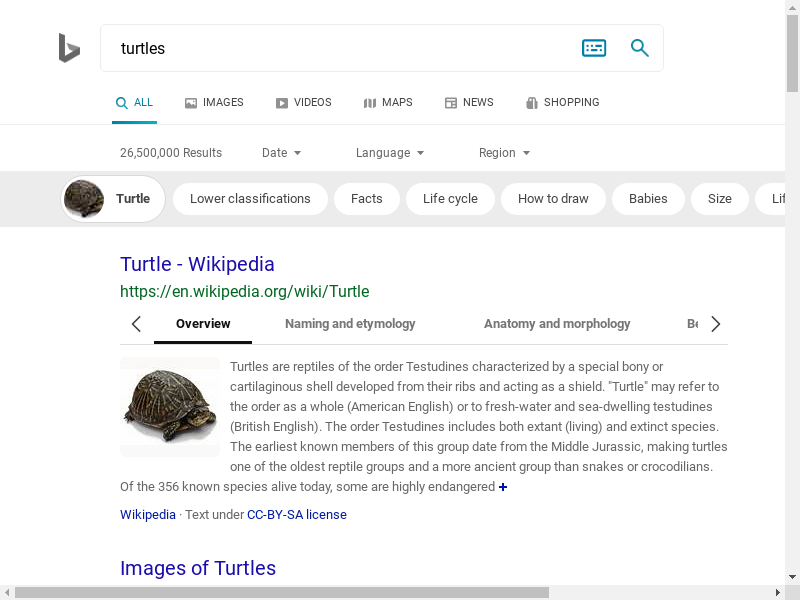 turtles
ALL IMAGES VIDEOS MAPS NEWS SHOPPING
26,500,000 Results Date Language Region
Turtle Lower classifications Facts Life cycle How to draw Babies Size Lif
Turtle - Wikipedia
https://en.wikipedia.org/wiki/Turtle
Overview Naming and etymology Anatomy and morphology Be
Turtles are reptiles of the order Testudines characterized by a special bony or
cartilaginous shell developed from their ribs and acting as a shield. "Turtle" may refer to
the order as a whole (American English) or to fresh-water and sea-dwelling testudines
(British English). The order Testudines includes both extant (living) and extinct species.
The earliest known members of this group date from the Middle Jurassic, making turtles
one of the oldest reptile groups and a more ancient group than snakes or crocodilians.
Of the 356 known species alive today, some are highly endangered +
Wikipedia · Text under CC-BY-SA license
Images of Turtles